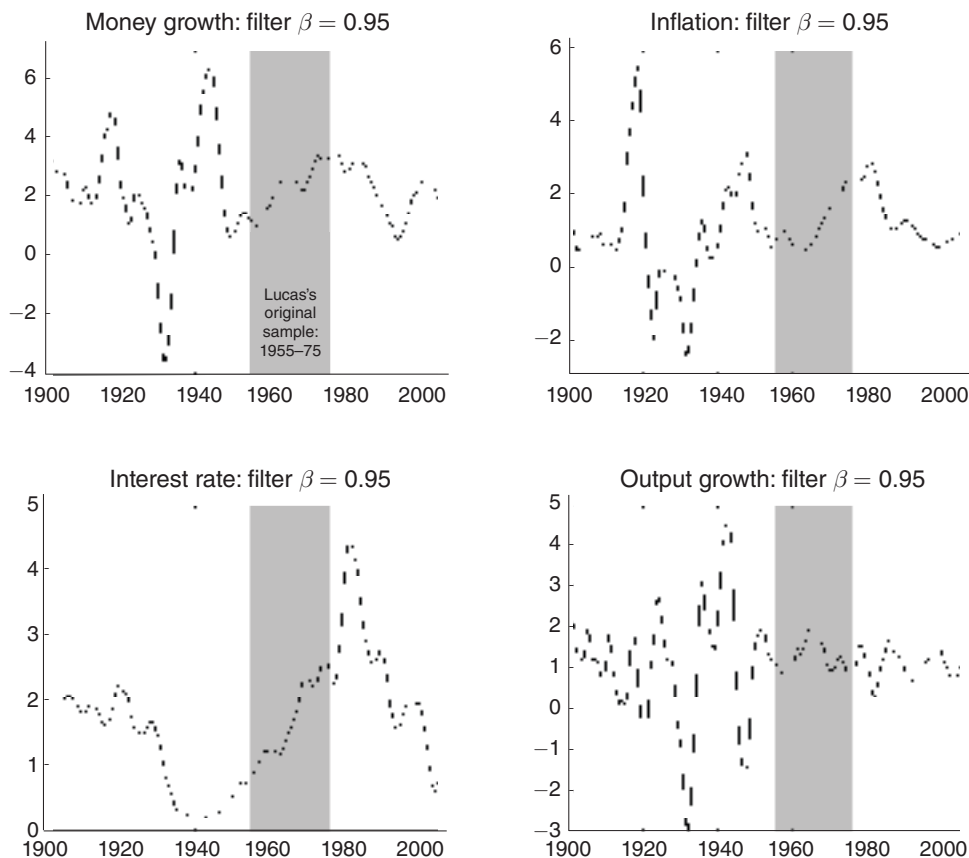 Money growth: filter β = 0.95
6
4
2
0
−2
−4
Lucas's
original
sample:
1955–75
1900 1920 1940 1960 1980 2000
Inflation: filter β = 0.95
6
4
2
0
−2
1900 1920 1940 1960 1980 2000
Interest rate: filter β = 0.95
5
4
3
2
1
0
1900 1920 1940 1960 1980 2000
Output growth: filter β = 0.95
5
4
3
2
1
0
−1
−2
−3
1900 1920 1940 1960 1980 2000